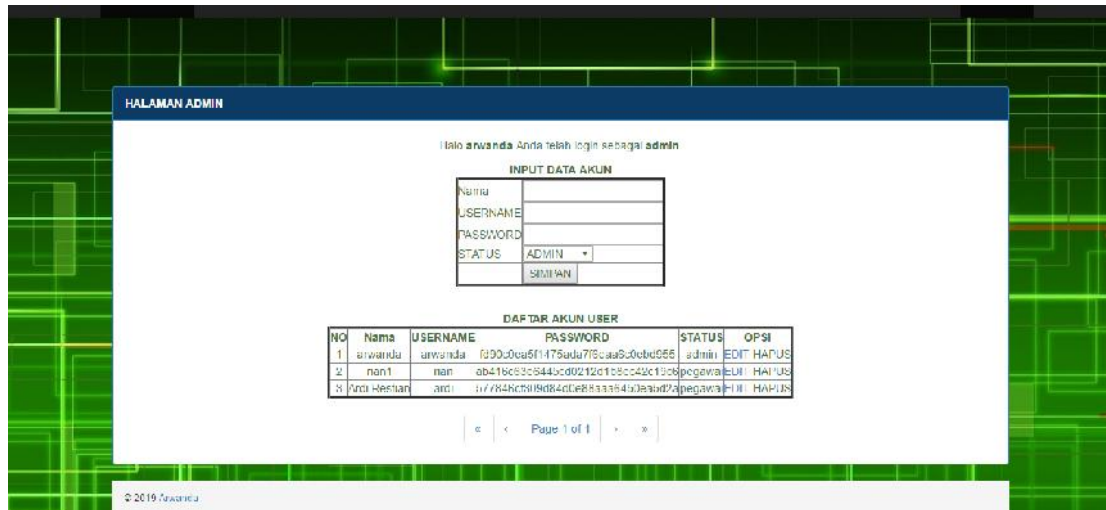 HALAMAN ADMIN
Halo arwanda Anda telah login sebagai admin
INPUT DATA AKUN
Nama
USERNAME
PASSWORD
STATUS ADMIN
SIMPAN
DAFTAR AKUN USER
NO Nama USERNAME PASSWORD STATUS OPSI
1 arwanda arwanda admin EDIT HAPUS
2 nan1 nan pegawai EDIT HAPUS
3 Ardi Restian ardi pegawai EDIT HAPUS
« ‹ Page 1 of 1 › »
© 2019 Arwanda